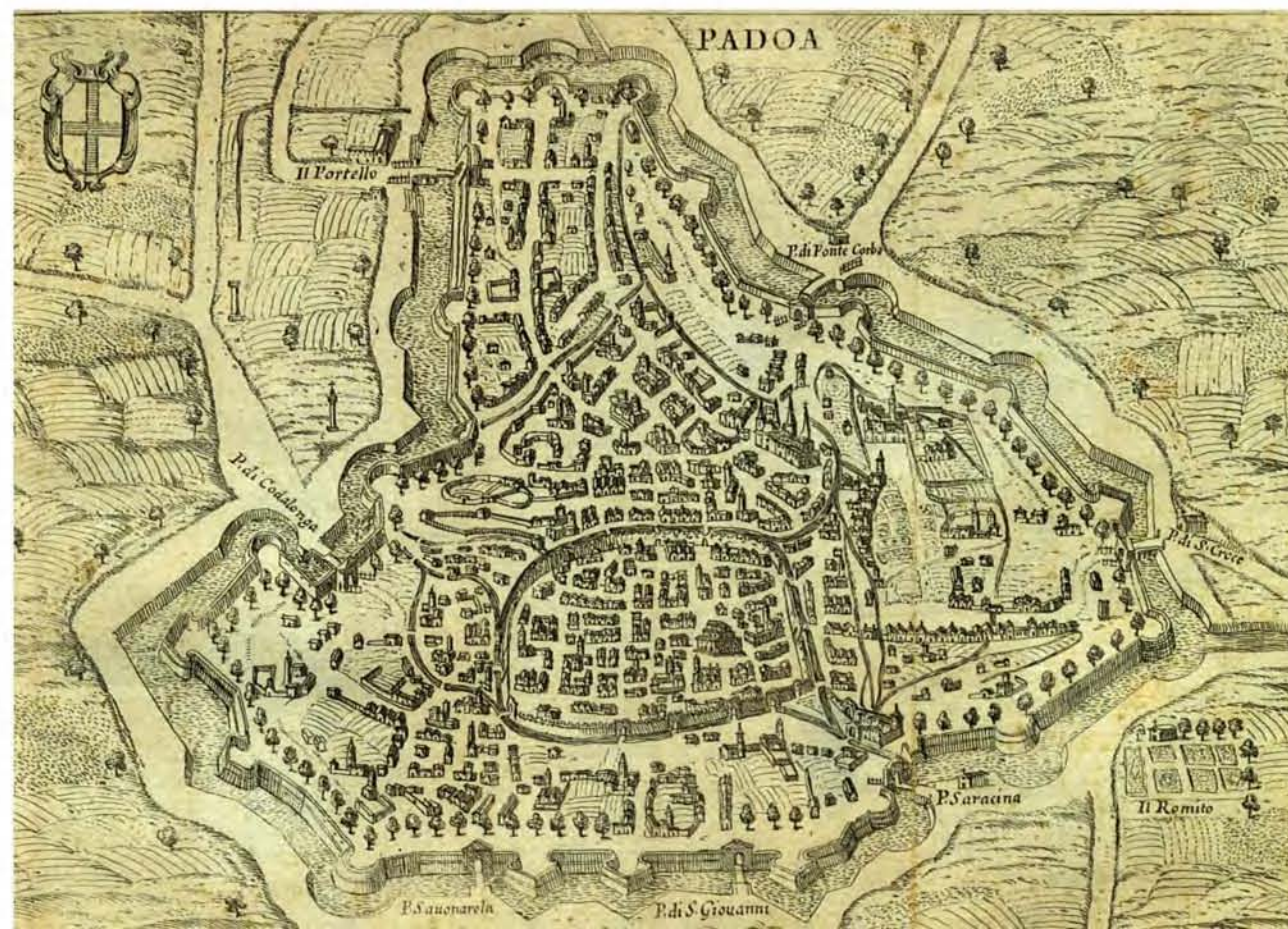 PADOA
Il Portello
P. di Ponte Corbo
P. di Codalonga
P. di S. Croce
P. Saracina
Il Romito
P. Sauonarola
P. di S. Giouanni